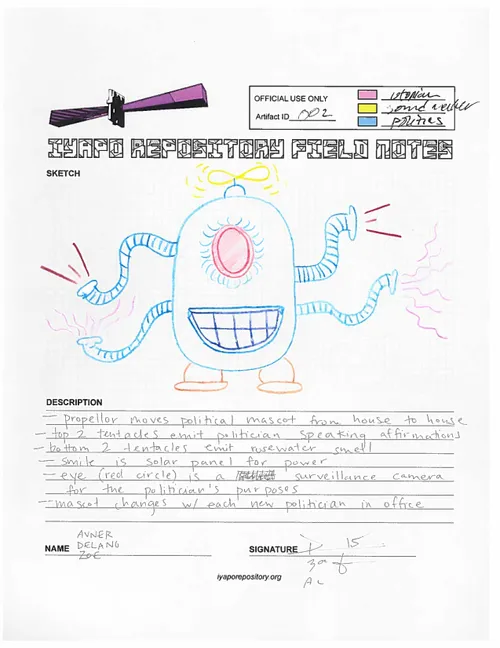 OFFICIAL USE ONLY
Artifact ID 002
utopian
politics
IYAPO REPOSITORY FIELD NOTES
SKETCH
DESCRIPTION
— propellor moves political mascot from house to house
— top 2 tentacles emit politician speaking affirmations
— bottom 2 tentacles emit rosewater smell
— smile is solar panel for power
— eye (red circle) is a surveillance camera
for the politician's purposes
— mascot changes w/ each new politician in office
AVNER
DELANO
NAME ZOE
SIGNATURE
iyaporepository.org